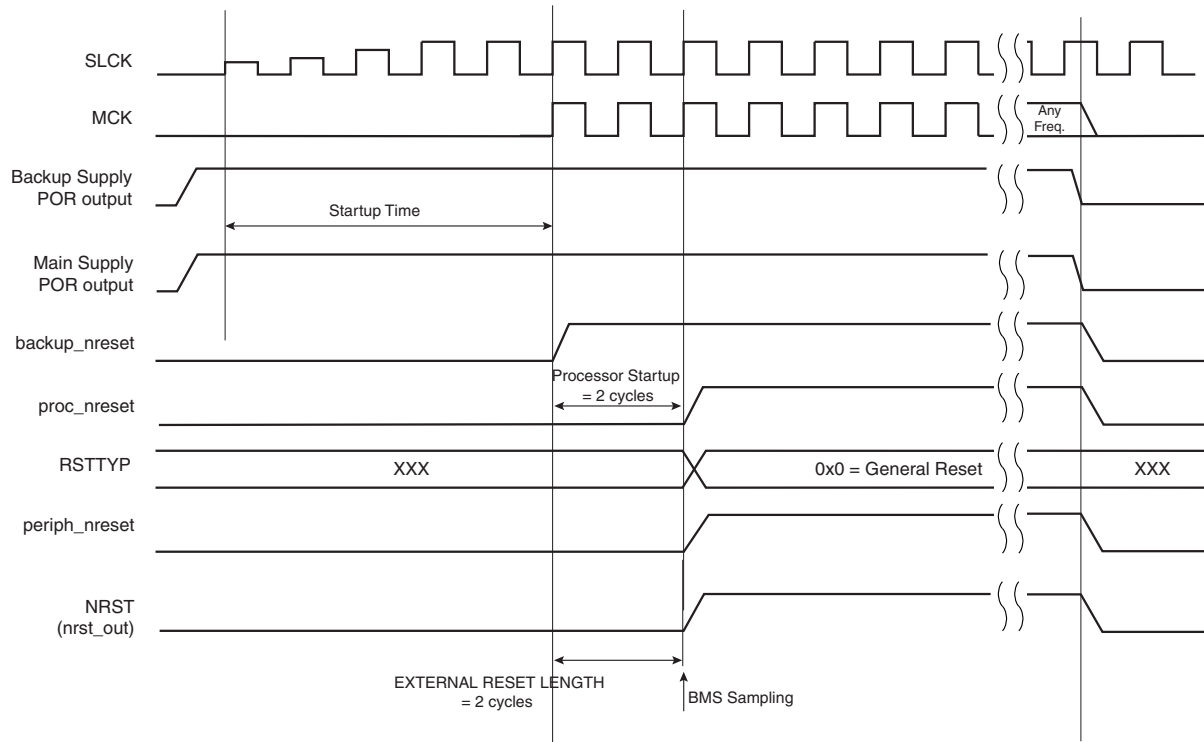 SLCK
MCK
Any
Freq.
Backup Supply
POR output
Startup Time
Main Supply
POR output
backup_nreset
Processor Startup
= 2 cycles
proc_nreset
RSTTYP
XXX
0x0 = General Reset
XXX
periph_nreset
NRST
(nrst_out)
EXTERNAL RESET LENGTH
= 2 cycles
BMS Sampling